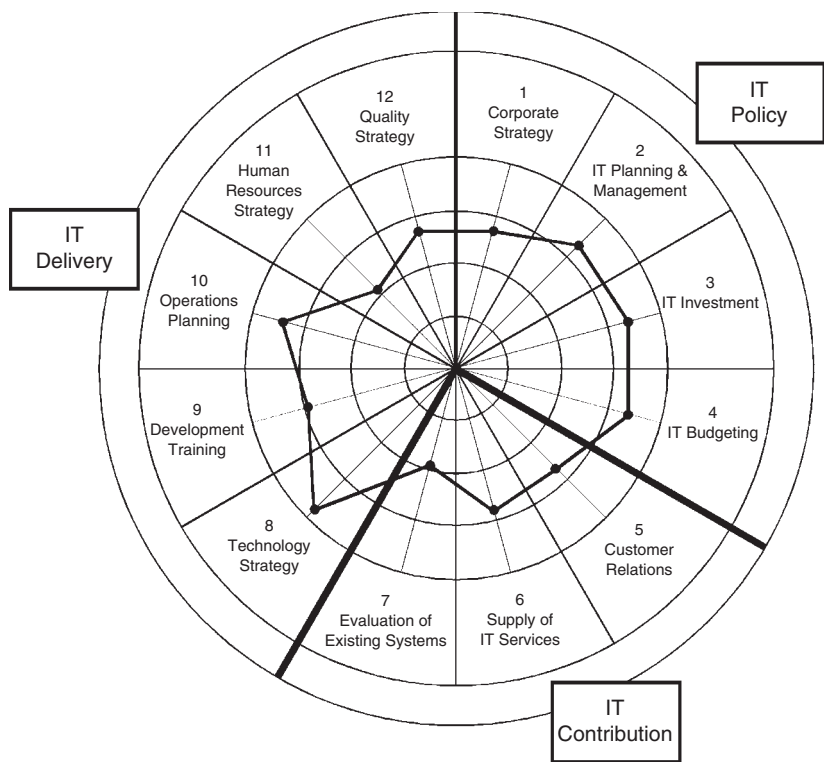 IT
Policy
1
Corporate
Strategy
2
IT Planning &
Management
3
IT Investment
4
IT Budgeting
5
Customer
Relations
6
Supply of
IT Services
7
Evaluation of
Existing Systems
8
Technology
Strategy
9
Development
Training
10
Operations
Planning
11
Human
Resources
Strategy
12
Quality
Strategy
IT
Delivery
IT
Contribution